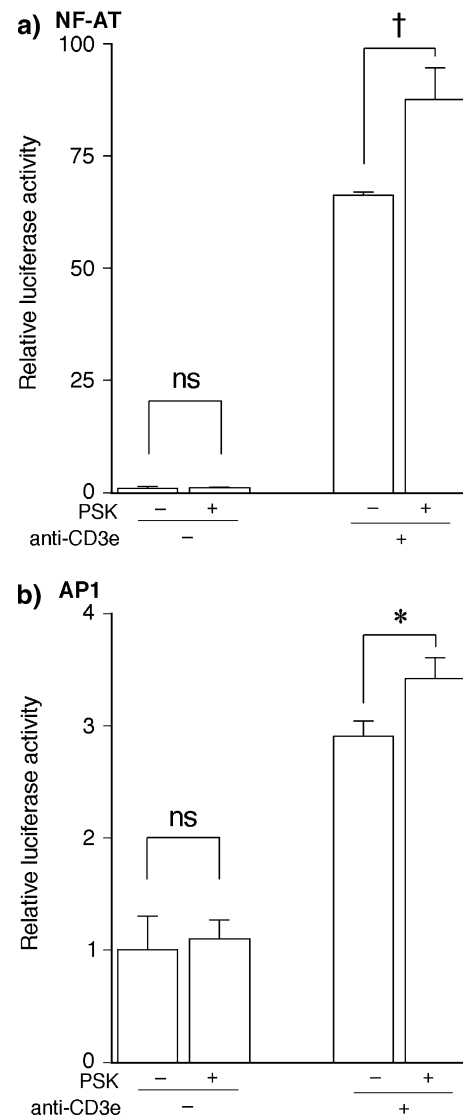 a) NF-AT
100
†
75
Relative luciferase activity
50
25
ns
0
PSK − + − +
anti-CD3e − +
b) AP1
4
*
3
Relative luciferase activity
ns
2
1
0
PSK − + − +
anti-CD3e − +